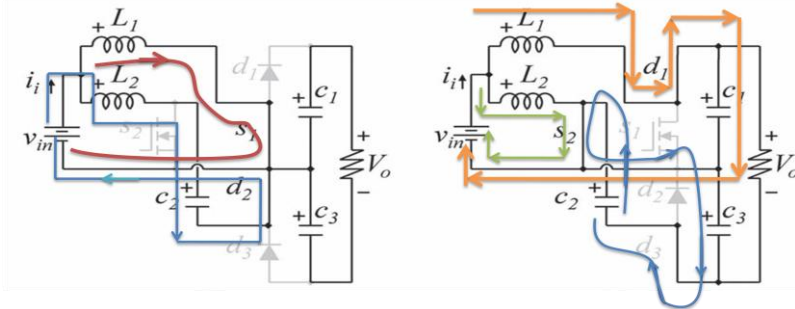 + L₁
+ L₂
iᵢ
vᵢₙ
s₂
s₁
d₁
d₂
d₃
+ c₁
c₂ +
+ c₃
+
Vₒ
−
+ L₁
+ L₂
iᵢ
vᵢₙ
s₂
s₁
d₁
d₂
d₃
+ c₁
c₂ +
+ c₃
+
Vₒ
−